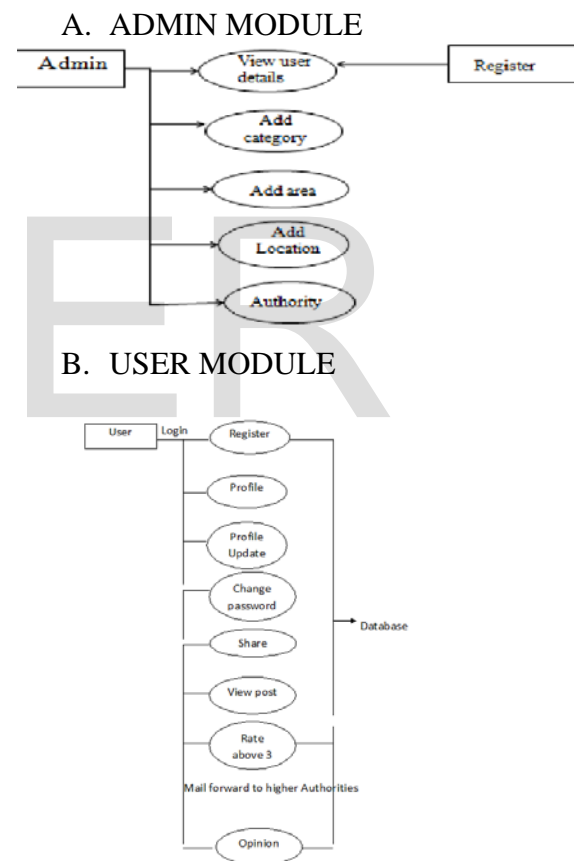 A. ADMIN MODULE
Admin
View user
details
Register
Add
category
Add area
Add
Location
Authority
ER
B. USER MODULE
User
Login
Register
Profile
Profile
Update
Change
password
Database
Share
View post
Rate
above 3
Mail forward to higher Authorities
Opinion